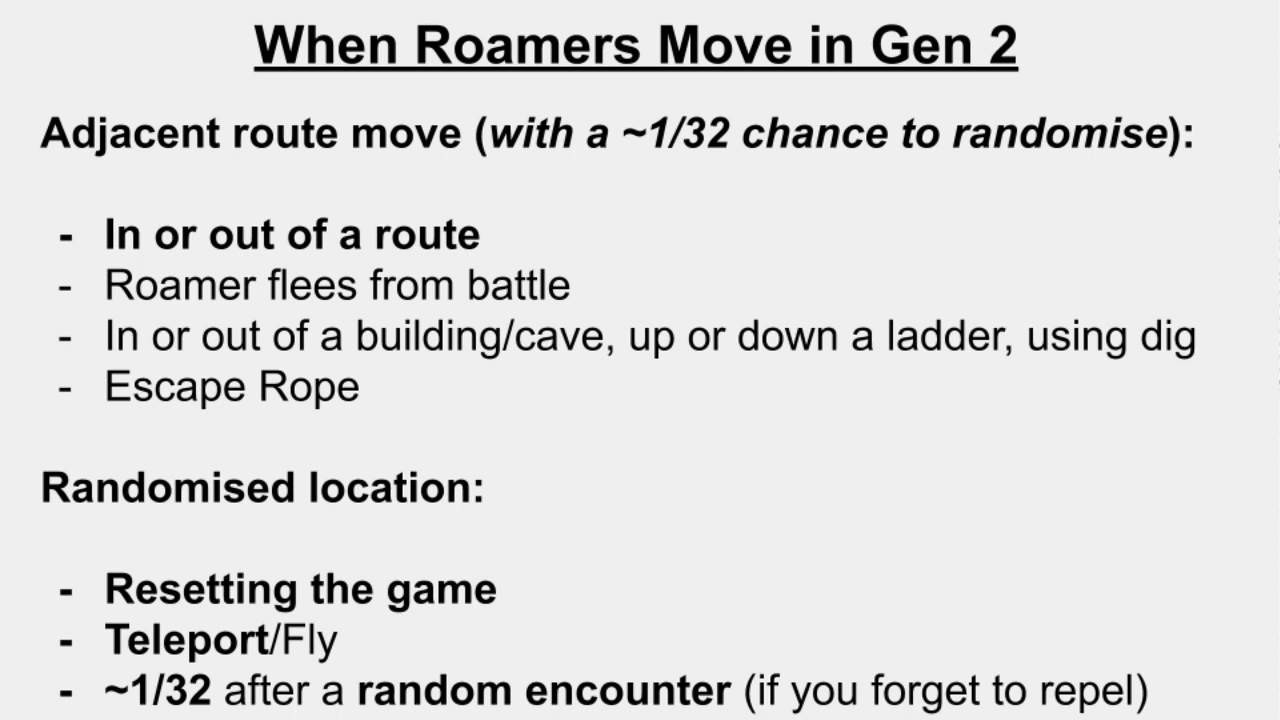 When Roamers Move in Gen 2
Adjacent route move (with a ~1/32 chance to randomise):
- In or out of a route
- Roamer flees from battle
- In or out of a building/cave, up or down a ladder, using dig
- Escape Rope
Randomised location:
- Resetting the game
- Teleport/Fly
- ~1/32 after a random encounter (if you forget to repel)